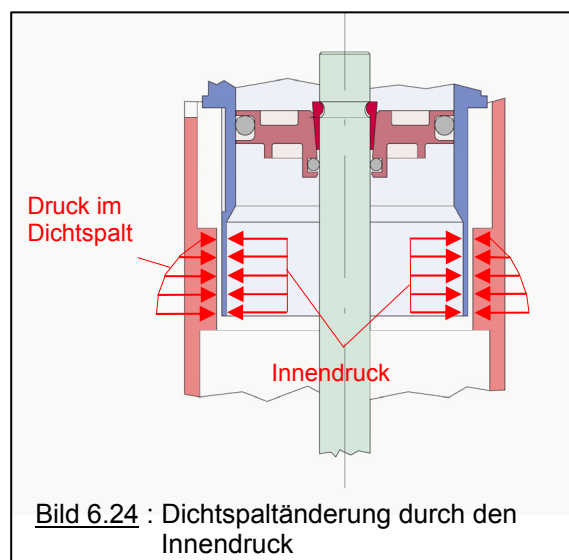 Druck im
Dichtspalt
Innendruck
Bild 6.24 : Dichtspaltänderung durch den
Innendruck